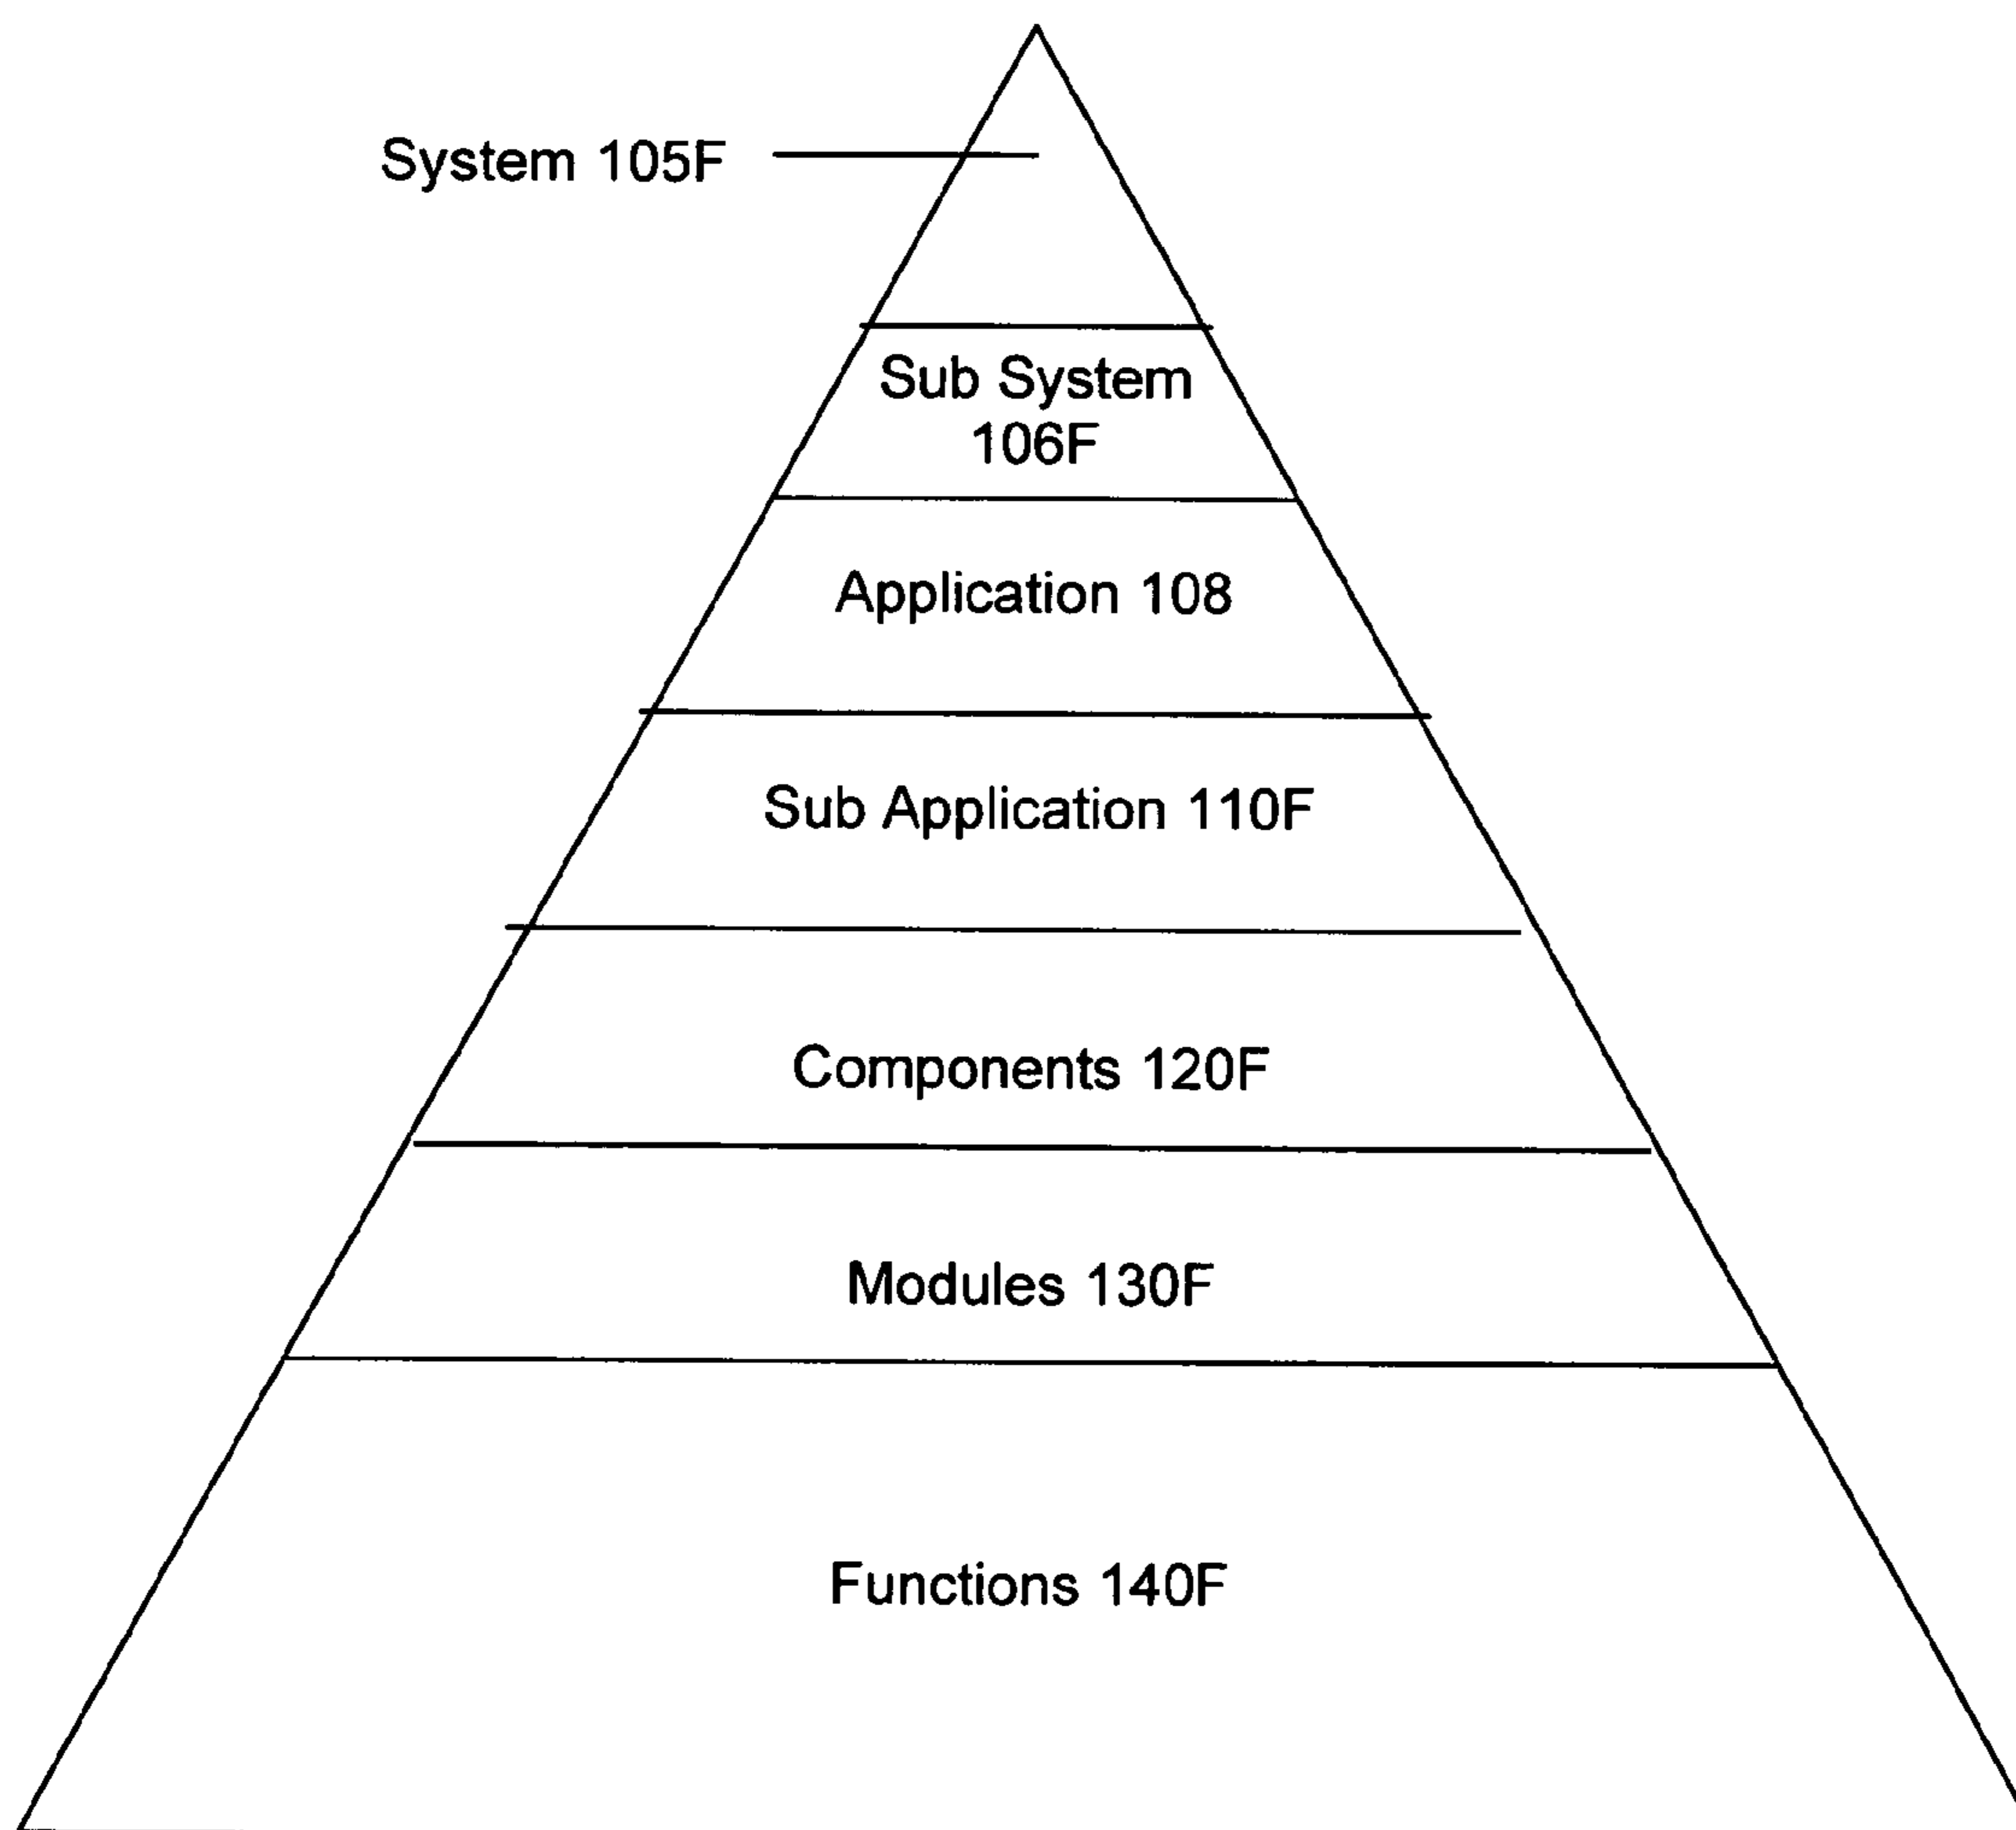 System 105F
Sub System
106F
Application 108
Sub Application 110F
Components 120F
Modules 130F
Functions 140F